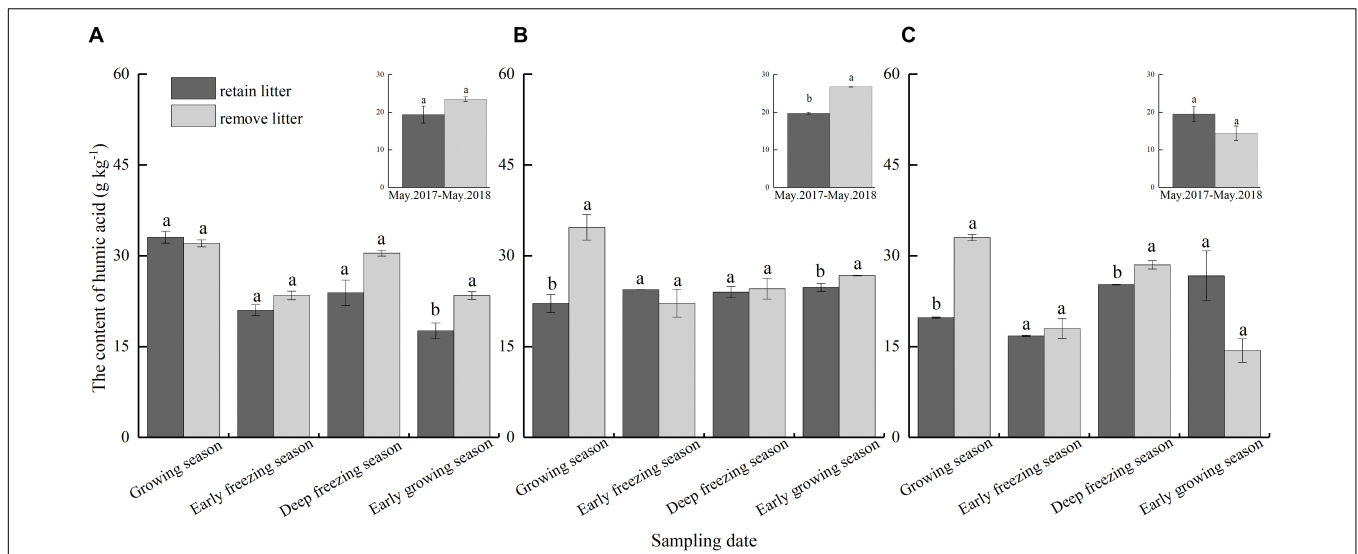 A
B
C
The content of humic acid (g kg⁻¹)
60
45
30
15
0
retain litter
remove litter
30
20
10
0
a
a
May.2017-May.2018
a
a
a
a
a
a
b
a
Growing season
Early freezing season
Deep freezing season
Early growing season
60
45
30
15
0
30
20
10
0
b
a
May.2017-May.2018
b
a
a
a
a
a
b
a
Growing season
Early freezing season
Deep freezing season
Early growing season
60
45
30
15
0
30
20
10
0
a
a
May.2017-May.2018
b
a
a
a
b
a
a
a
Growing season
Early freezing season
Deep freezing season
Early growing season
Sampling date